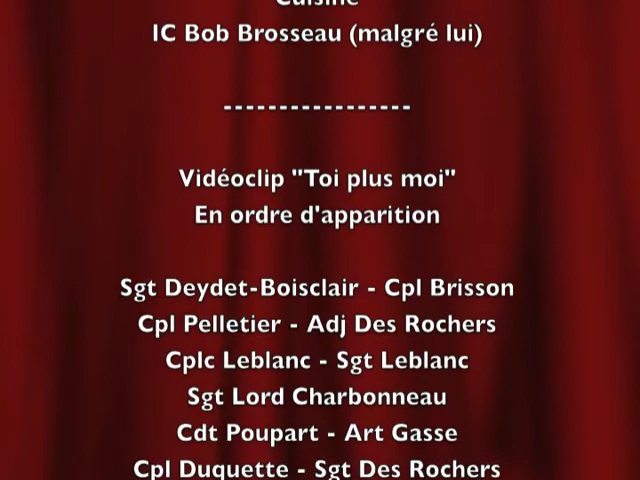 Cuisine
IC Bob Brosseau (malgré lui)
-----------------
Vidéoclip "Toi plus moi"
En ordre d'apparition
Sgt Deydet-Boisclair - Cpl Brisson
Cpl Pelletier - Adj Des Rochers
Cplc Leblanc - Sgt Leblanc
Sgt Lord Charbonneau
Cdt Poupart - Art Gasse
Cpl Duquette - Sgt Des Rochers